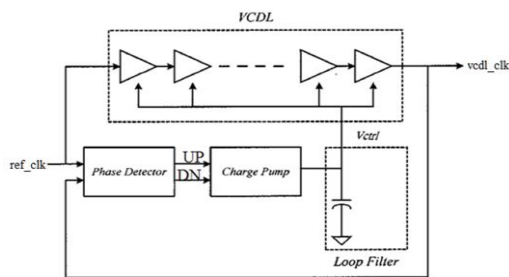 VCDL
vcdl_clk
Vctrl
ref_clk
Phase Detector
UP
DN
Charge Pump
Loop Filter